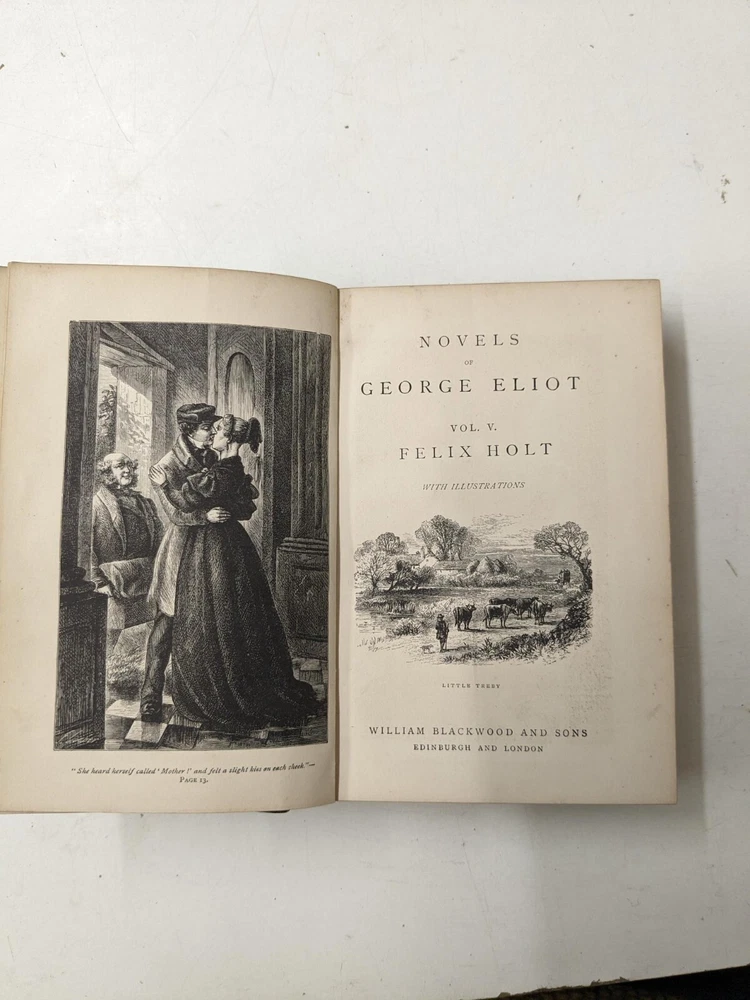 "She heard herself called 'Mother!' and felt a slight kiss on each cheek."—
PAGE 13.
NOVELS
OF
GEORGE ELIOT
VOL. V.
FELIX HOLT
WITH ILLUSTRATIONS
LITTLE TREBY
WILLIAM BLACKWOOD AND SONS
EDINBURGH AND LONDON